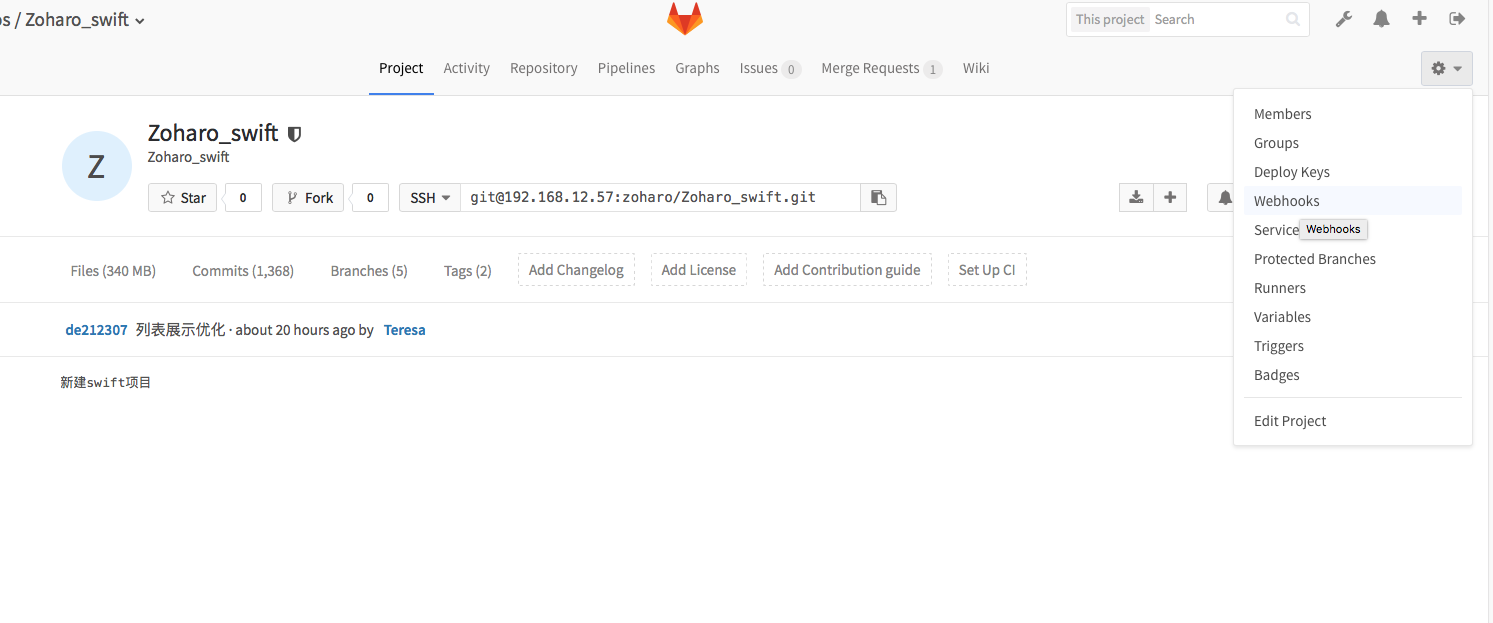 os / Zoharo_swift
This project Search
Project Activity Repository Pipelines Graphs Issues 0 Merge Requests 1 Wiki
Z
Zoharo_swift
Zoharo_swift
Star 0 Fork 0 SSH git@192.168.12.57:zoharo/Zoharo_swift.git
Files (340 MB) Commits (1,368) Branches (5) Tags (2) Add Changelog Add License Add Contribution guide Set Up CI
de212307 列表展示优化 · about 20 hours ago by Teresa
新建swift项目
Members
Groups
Deploy Keys
Webhooks
Service
Webhooks
Protected Branches
Runners
Variables
Triggers
Badges
Edit Project